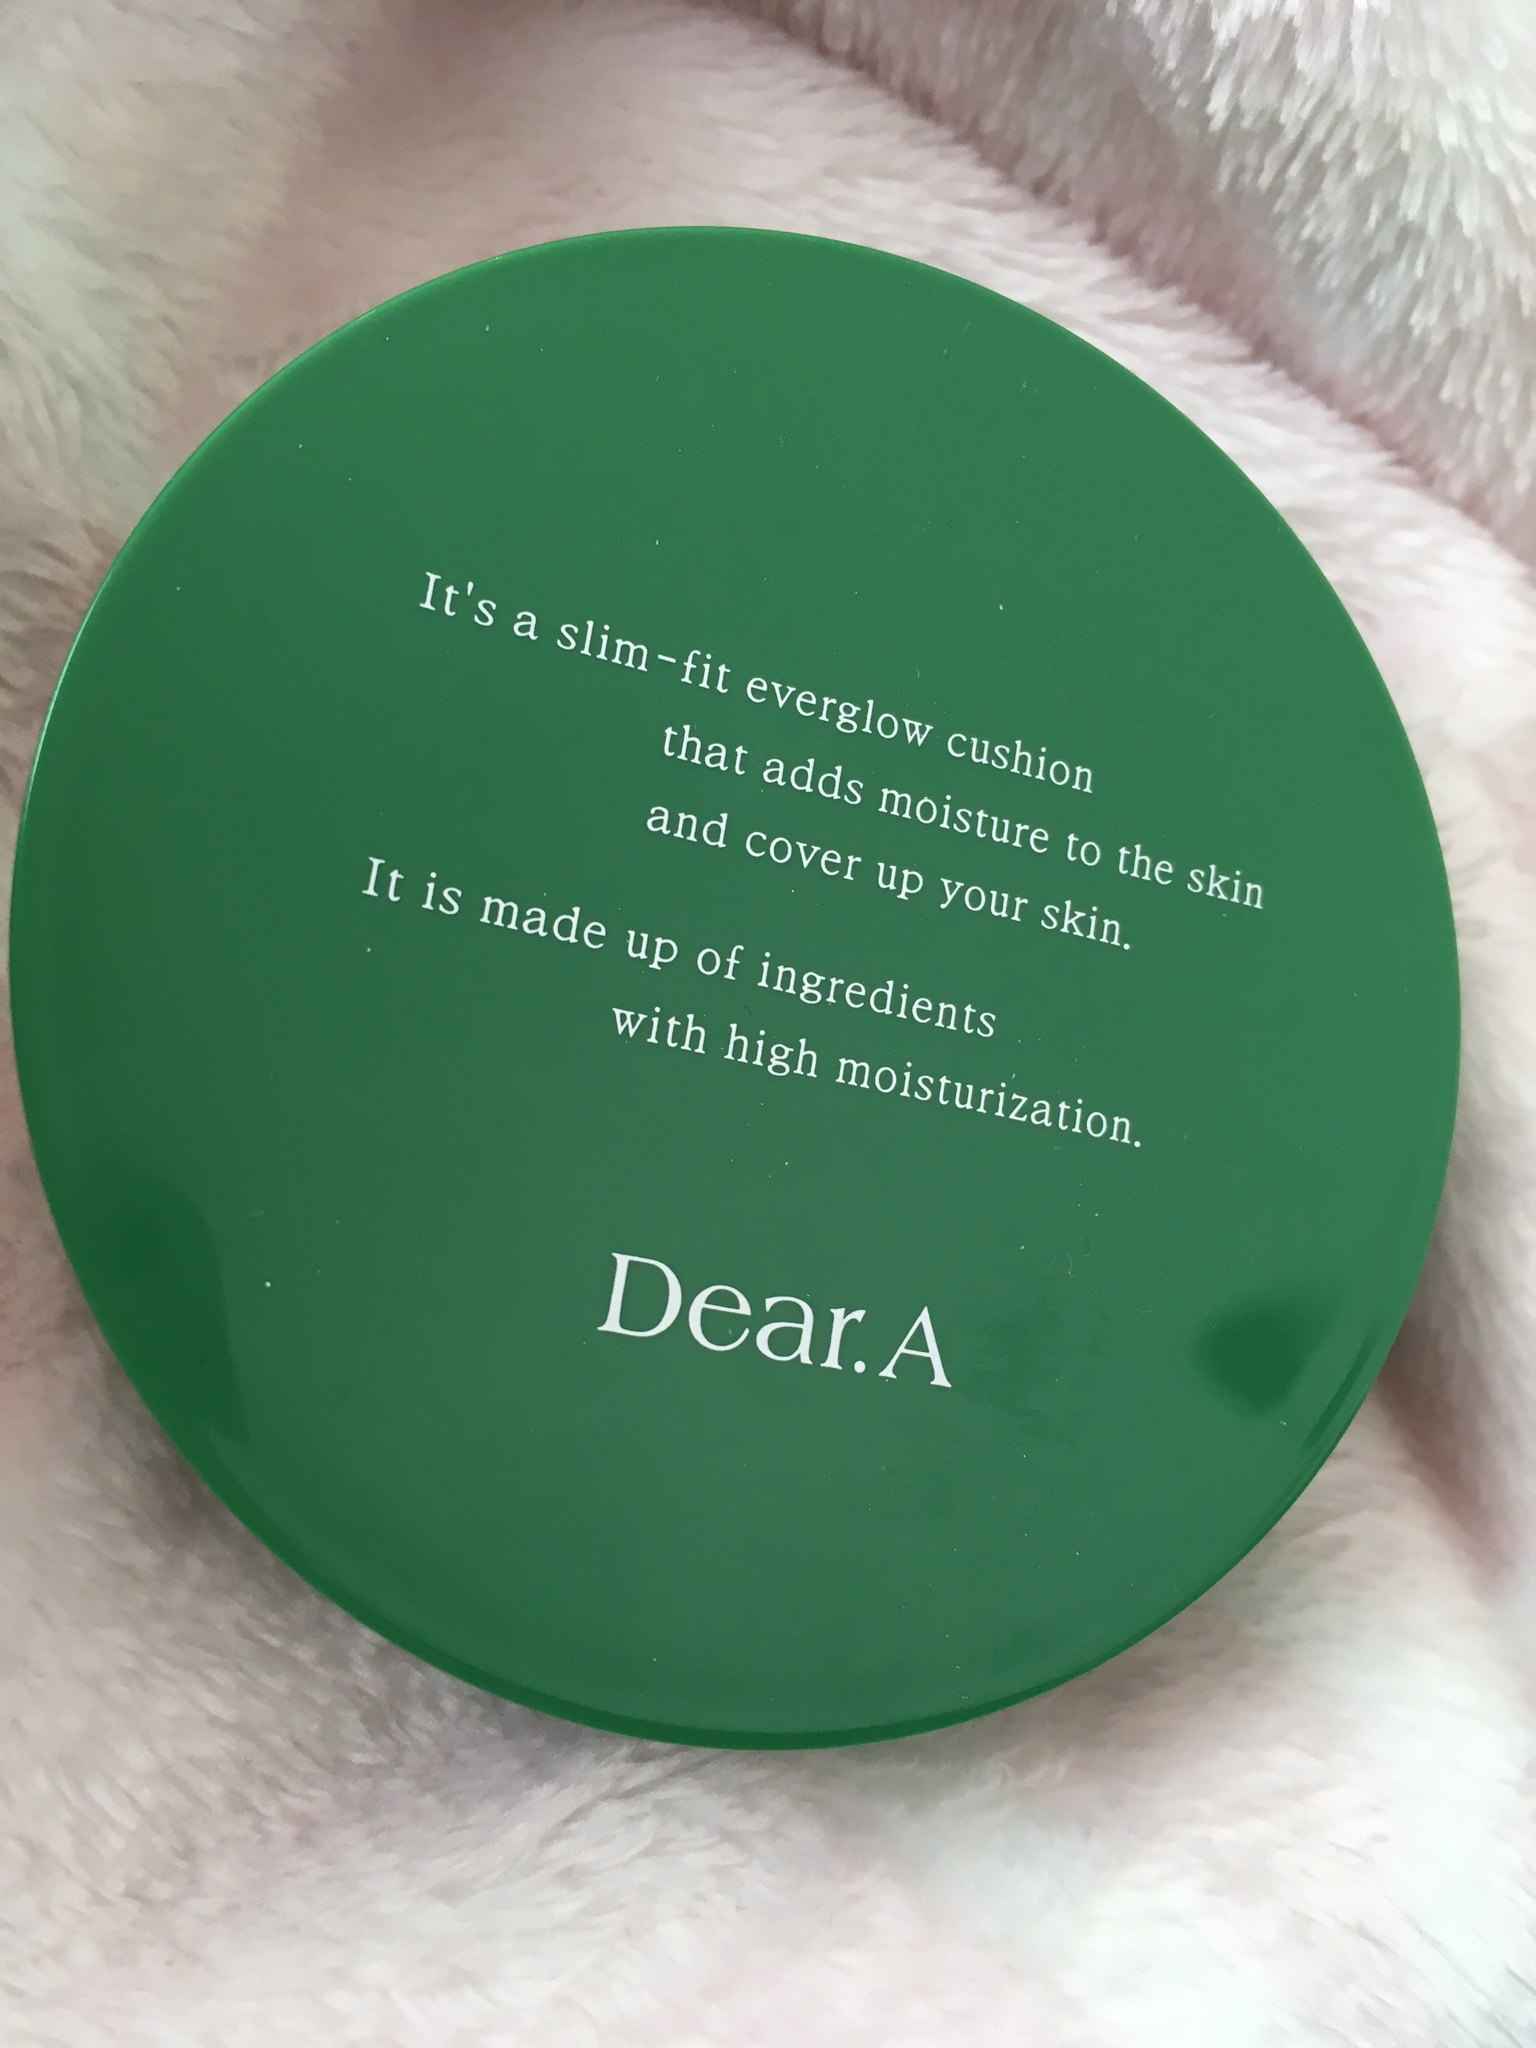 It's a slim-fit everglow cushion
that adds moisture to the skin
and cover up your skin.
It is made up of ingredients
with high moisturization.
Dear.A